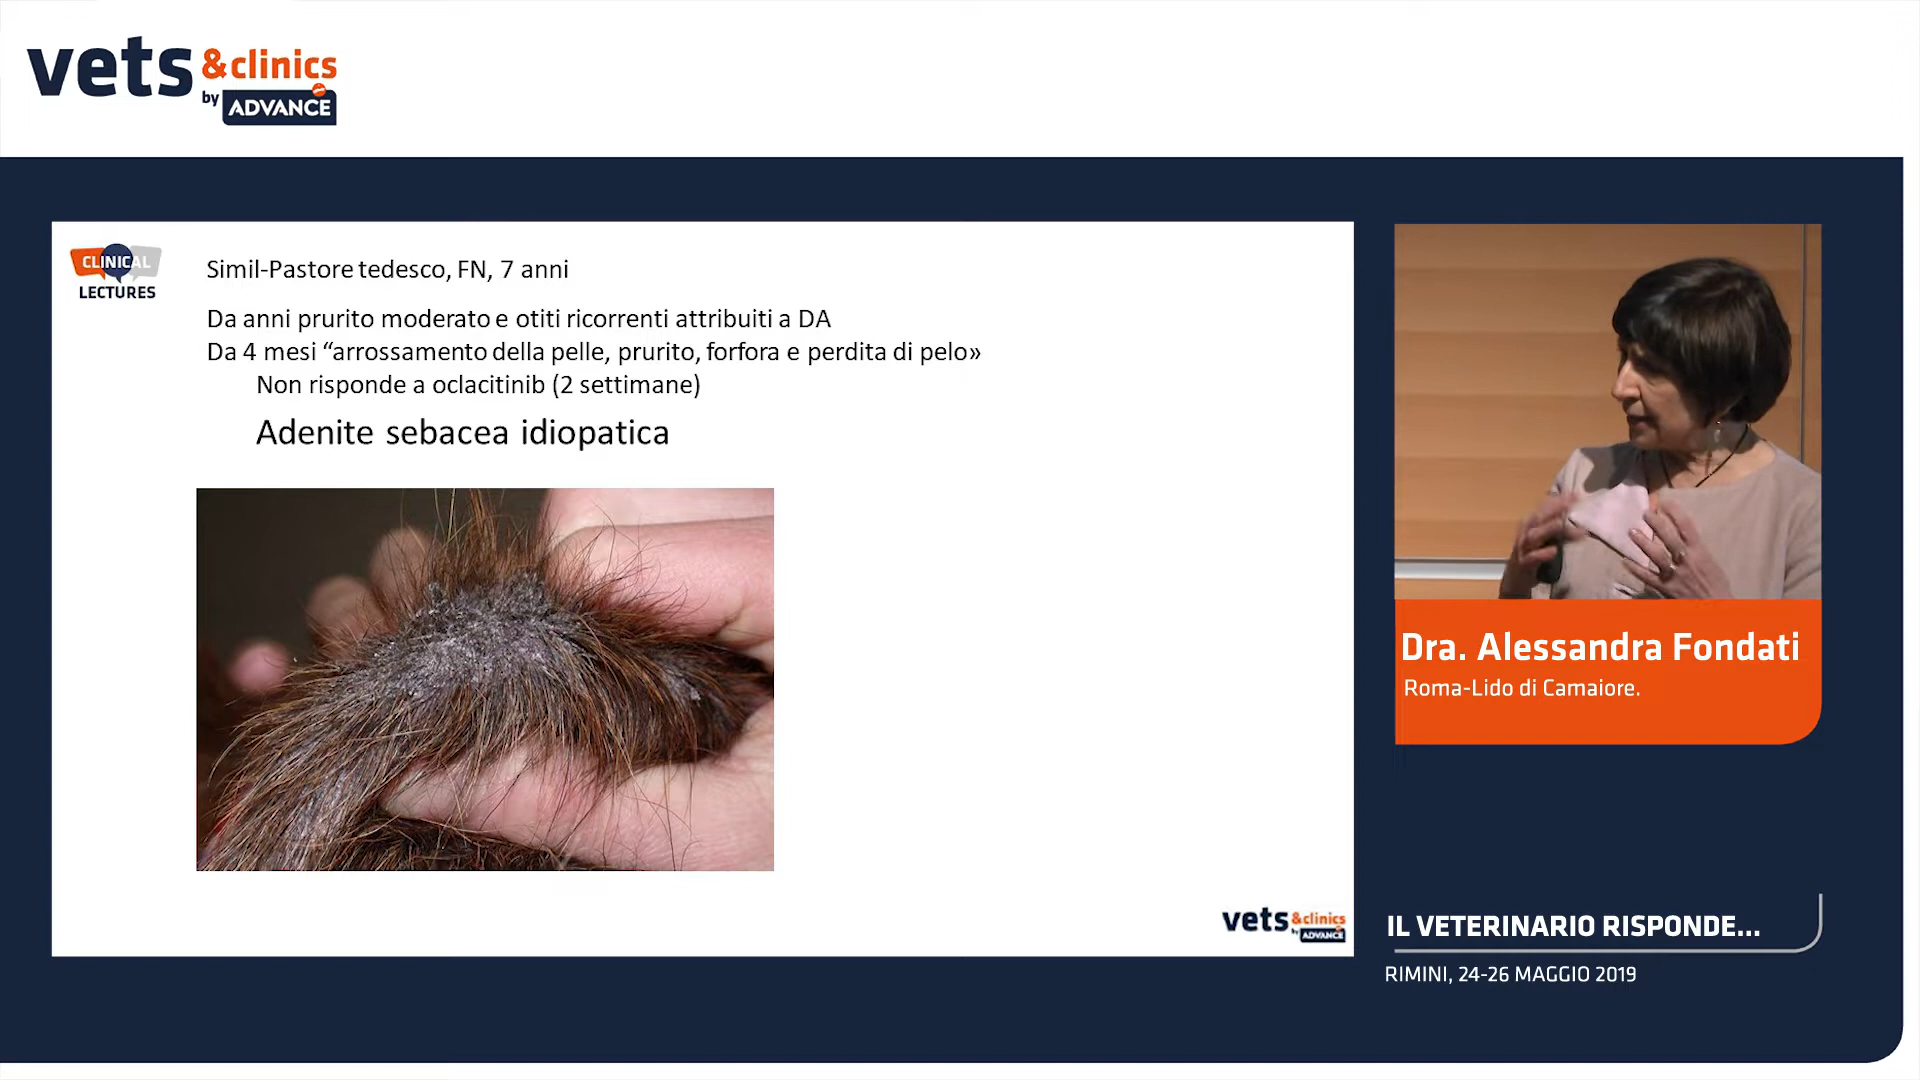 vets &clinics
by ADVANCE
CLINICAL
LECTURES
Simil-Pastore tedesco, FN, 7 anni
Da anni prurito moderato e otiti ricorrenti attribuiti a DA
Da 4 mesi “arrossamento della pelle, prurito, forfora e perdita di pelo»
Non risponde a oclacitinib (2 settimane)
Adenite sebacea idiopatica
vets &clinics
by ADVANCE
Dra. Alessandra Fondati
Roma-Lido di Camaiore.
IL VETERINARIO RISPONDE...
RIMINI, 24-26 MAGGIO 2019